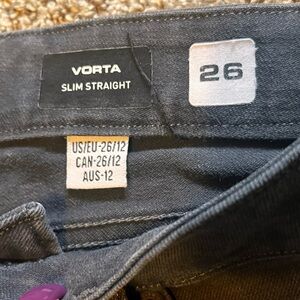 VORTA
SLIM STRAIGHT
26
US/EU-26/12
CAN-26/12
AUS-12